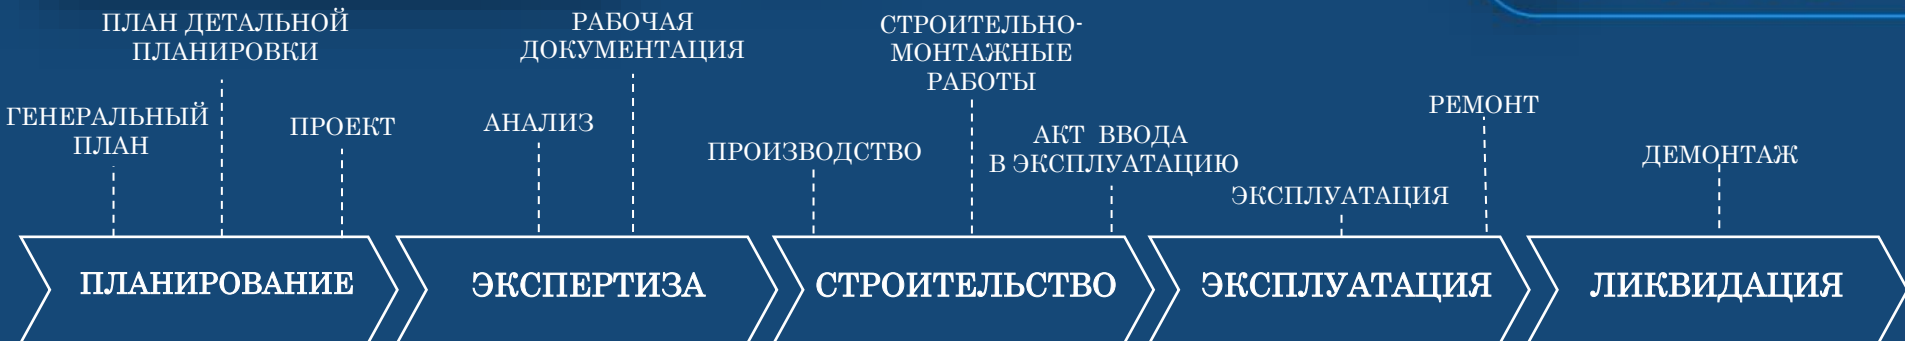 ПЛАН ДЕТАЛЬНОЙ
ПЛАНИРОВКИ
РАБОЧАЯ
ДОКУМЕНТАЦИЯ
СТРОИТЕЛЬНО-
МОНТАЖНЫЕ
РАБОТЫ
ГЕНЕРАЛЬНЫЙ
ПЛАН
ПРОЕКТ
АНАЛИЗ
ПРОИЗВОДСТВО
АКТ ВВОДА
В ЭКСПЛУАТАЦИЮ
ЭКСПЛУАТАЦИЯ
РЕМОНТ
ДЕМОНТАЖ
ПЛАНИРОВАНИЕ
ЭКСПЕРТИЗА
СТРОИТЕЛЬСТВО
ЭКСПЛУАТАЦИЯ
ЛИКВИДАЦИЯ